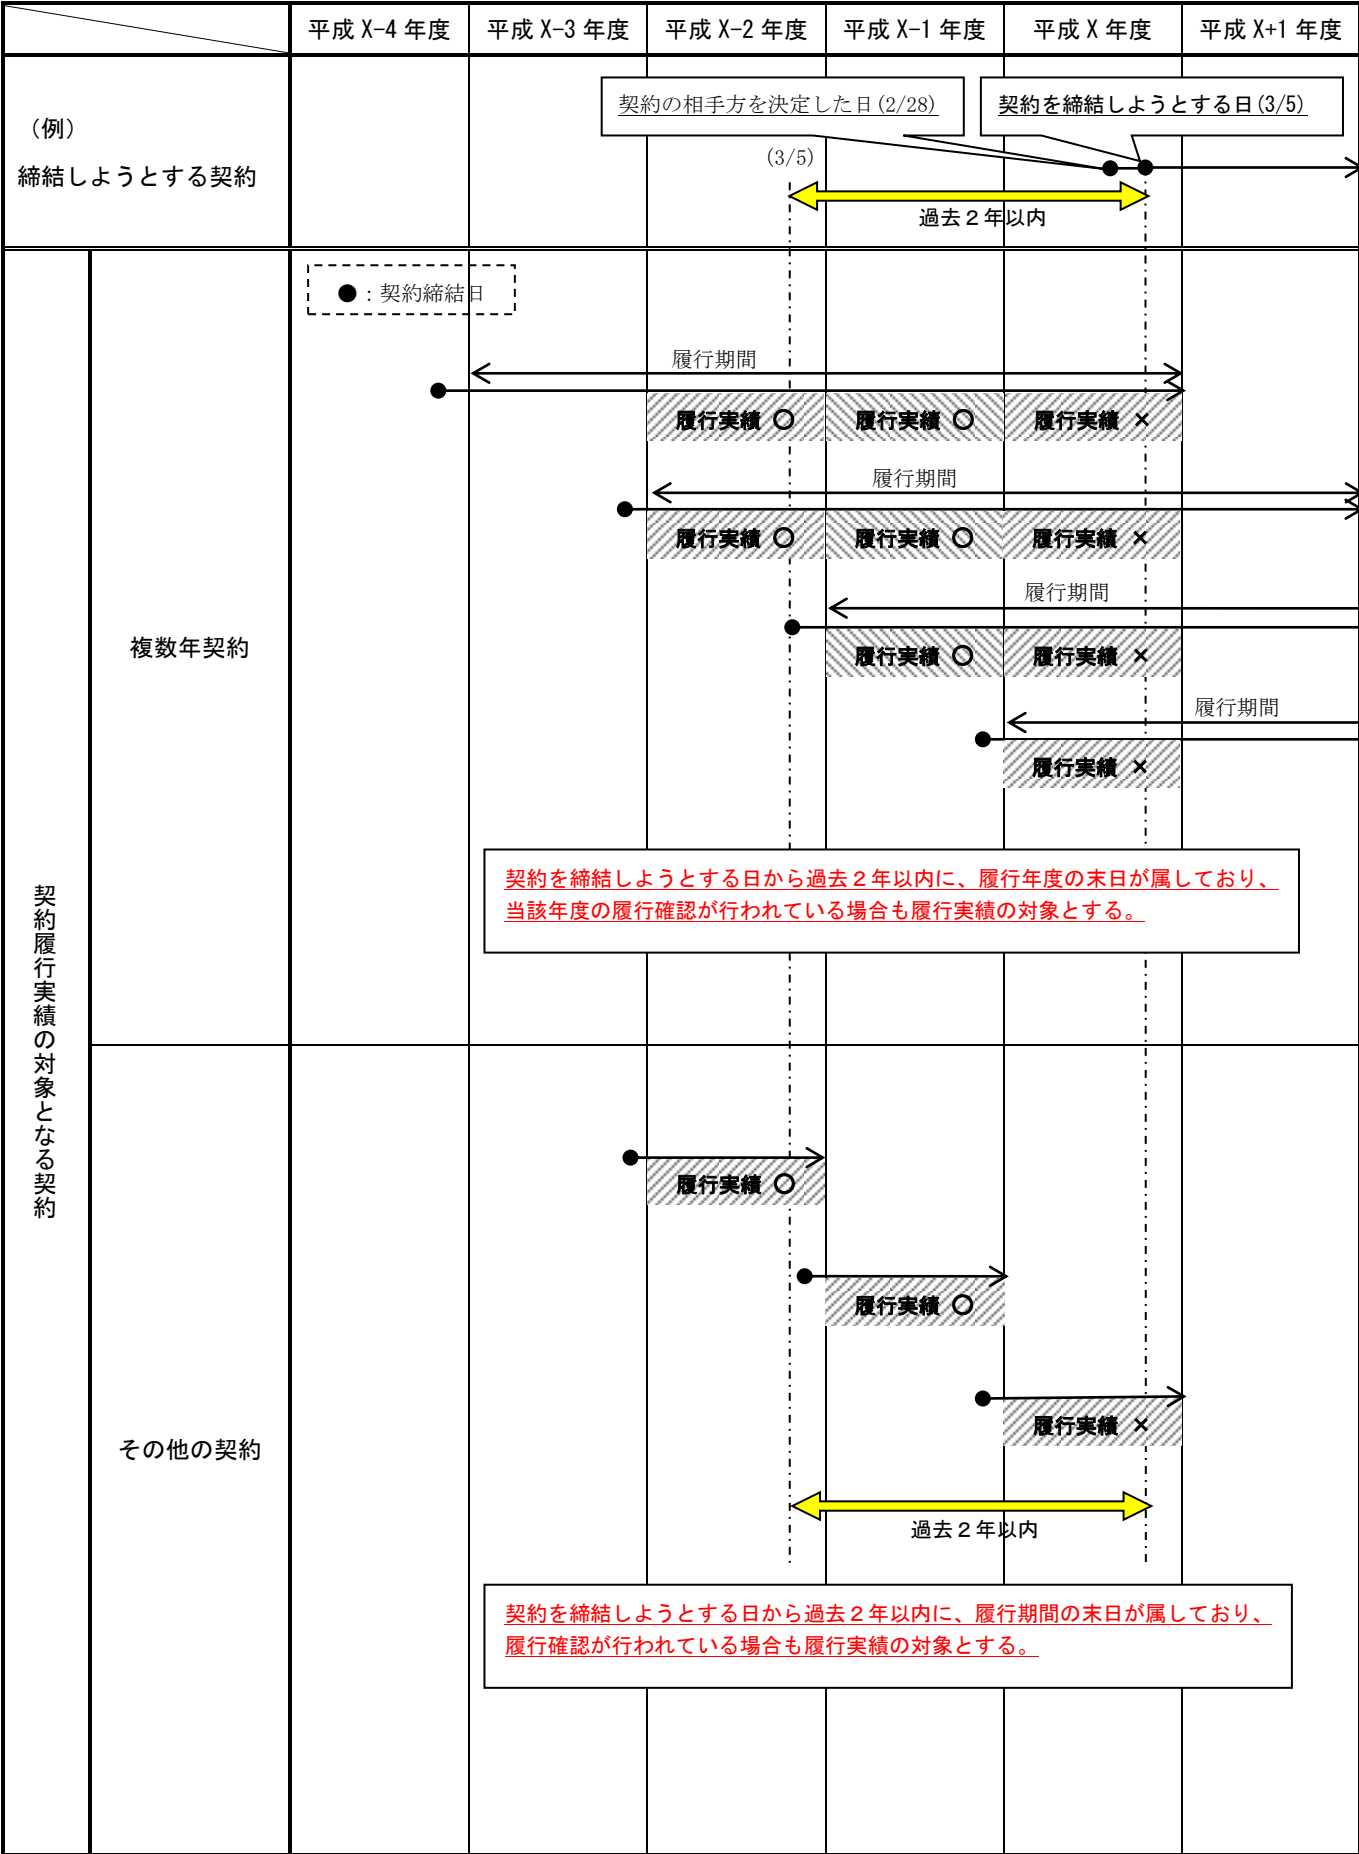 平成 X-4 年度 平成 X-3 年度 平成 X-2 年度 平成 X-1 年度 平成 X 年度 平成 X+1 年度
（例）
締結しようとする契約
契約の相手方を決定した日(2/28)
契約を締結しようとする日(3/5)
(3/5)
過去２年以内
契約履行実績の対象となる契約
複数年契約
●：契約締結日
履行期間
履行実績 ○ 履行実績 ○ 履行実績 ×
履行期間
履行実績 ○ 履行実績 ○ 履行実績 ×
履行期間
履行実績 ○ 履行実績 ×
履行期間
履行実績 ×
契約を締結しようとする日から過去２年以内に、履行年度の末日が属しており、
当該年度の履行確認が行われている場合も履行実績の対象とする。
その他の契約
履行実績 ○
履行実績 ○
履行実績 ×
過去２年以内
契約を締結しようとする日から過去２年以内に、履行期間の末日が属しており、
履行確認が行われている場合も履行実績の対象とする。